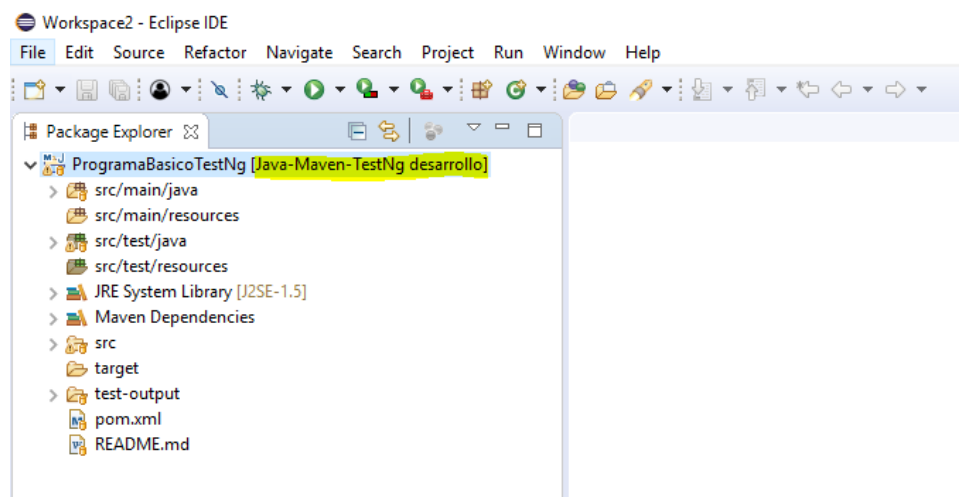 Workspace2 - Eclipse IDE
File Edit Source Refactor Navigate Search Project Run Window Help
Package Explorer
ProgramaBasicoTestNg [Java-Maven-TestNg desarrollo]
src/main/java
src/main/resources
src/test/java
src/test/resources
JRE System Library [J2SE-1.5]
Maven Dependencies
src
target
test-output
pom.xml
README.md